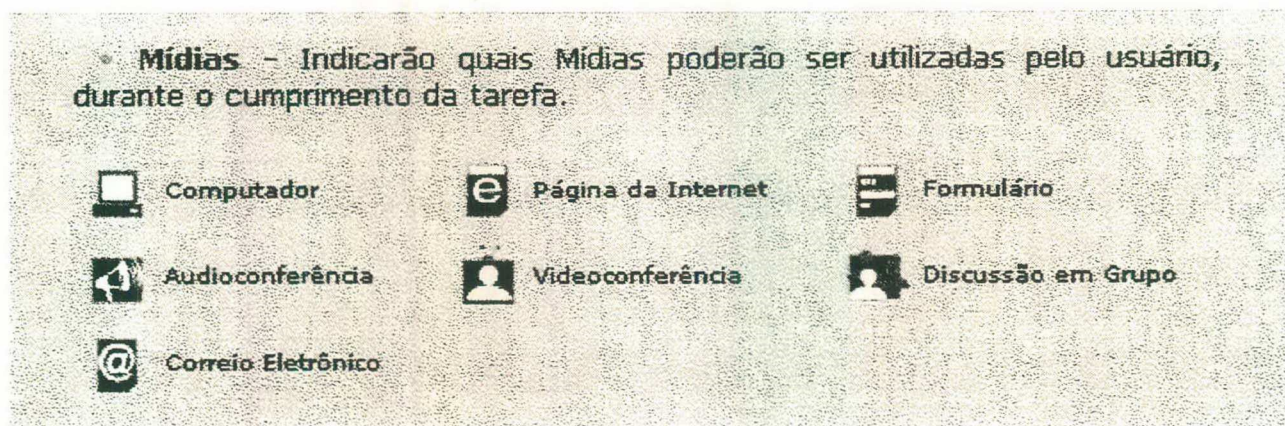 • Mídias – Indicarão quais Mídias poderão ser utilizadas pelo usuário,
durante o cumprimento da tarefa.
Computador
Página da Internet
Formulário
Audioconferência
Videoconferência
Discussão em Grupo
Correio Eletrônico